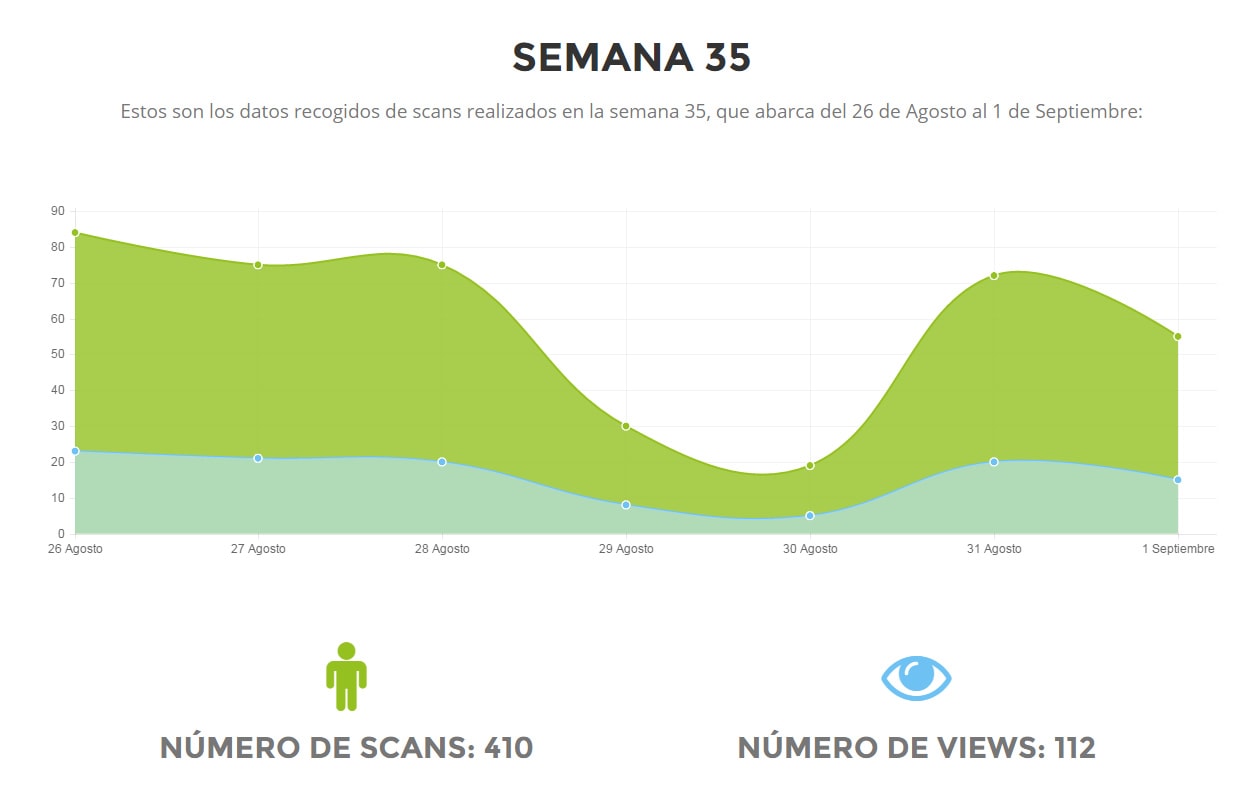 SEMANA 35
Estos son los datos recogidos de scans realizados en la semana 35, que abarca del 26 de Agosto al 1 de Septiembre:
90
80
70
60
50
40
30
20
10
0
26 Agosto 27 Agosto 28 Agosto 29 Agosto 30 Agosto 31 Agosto 1 Septiembre
NÚMERO DE SCANS: 410 NÚMERO DE VIEWS: 112